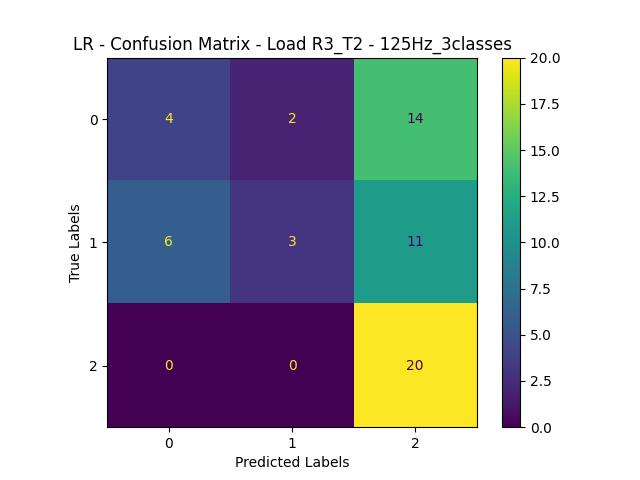 LR - Confusion Matrix - Load R3_T2 - 125Hz_3classes
20.0
0 4 2 14
17.5
15.0
12.5
1 6 3 11
10.0
True Labels
7.5
5.0
2 0 0 20
2.5
0.0
0 1 2
Predicted Labels